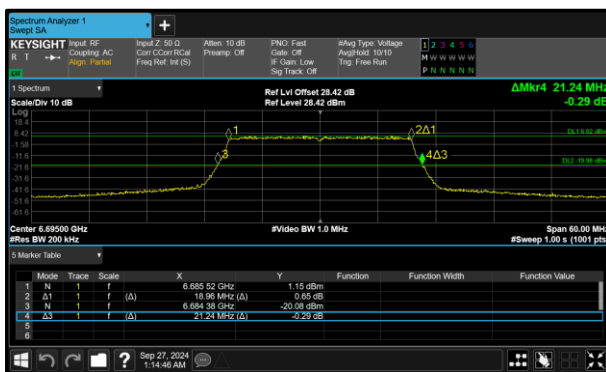 Spectrum Analyzer 1
Swept SA
+
KEYSIGHT Input: RF Input Z: 50 Ω Atten: 10 dB PNO: Fast #Avg Type: Voltage 1 2 3 4 5 6
R T Coupling: AC Corr CCorr RCal Preamp: Off Gate: Off Avg|Hold: 10/10 M W W W W W
Align: Partial Freq Ref: Int (S) IF Gain: Low Trig: Free Run P N N N N N
Sig Track: Off
1 Spectrum Ref Lvl Offset 28.42 dB ΔMkr4 21.24 MHz
Scale/Div 10 dB Ref Level 28.42 dBm -0.29 dB
Log
18.4
8.42
-1.58
-11.6
-21.6
-31.6
-41.6
-51.6
-61.6
1
2Δ1
DL1 6.02 dBm
3
4Δ3
DL2 -19.98 dBm
Center 6.69500 GHz #Video BW 1.0 MHz Span 60.00 MHz
#Res BW 200 kHz #Sweep 1.00 s (1001 pts)
5 Marker Table
Mode Trace Scale X Y Function Function Width Function Value
1 N 1 f 6.685 52 GHz 1.15 dBm
2 Δ1 1 f (Δ) 18.96 MHz (Δ) 0.65 dB
3 N 1 f 6.684 38 GHz -20.08 dBm
4 Δ3 1 f (Δ) 21.24 MHz (Δ) -0.29 dB
5
6
? Sep 27, 2024
1:14:46 AM